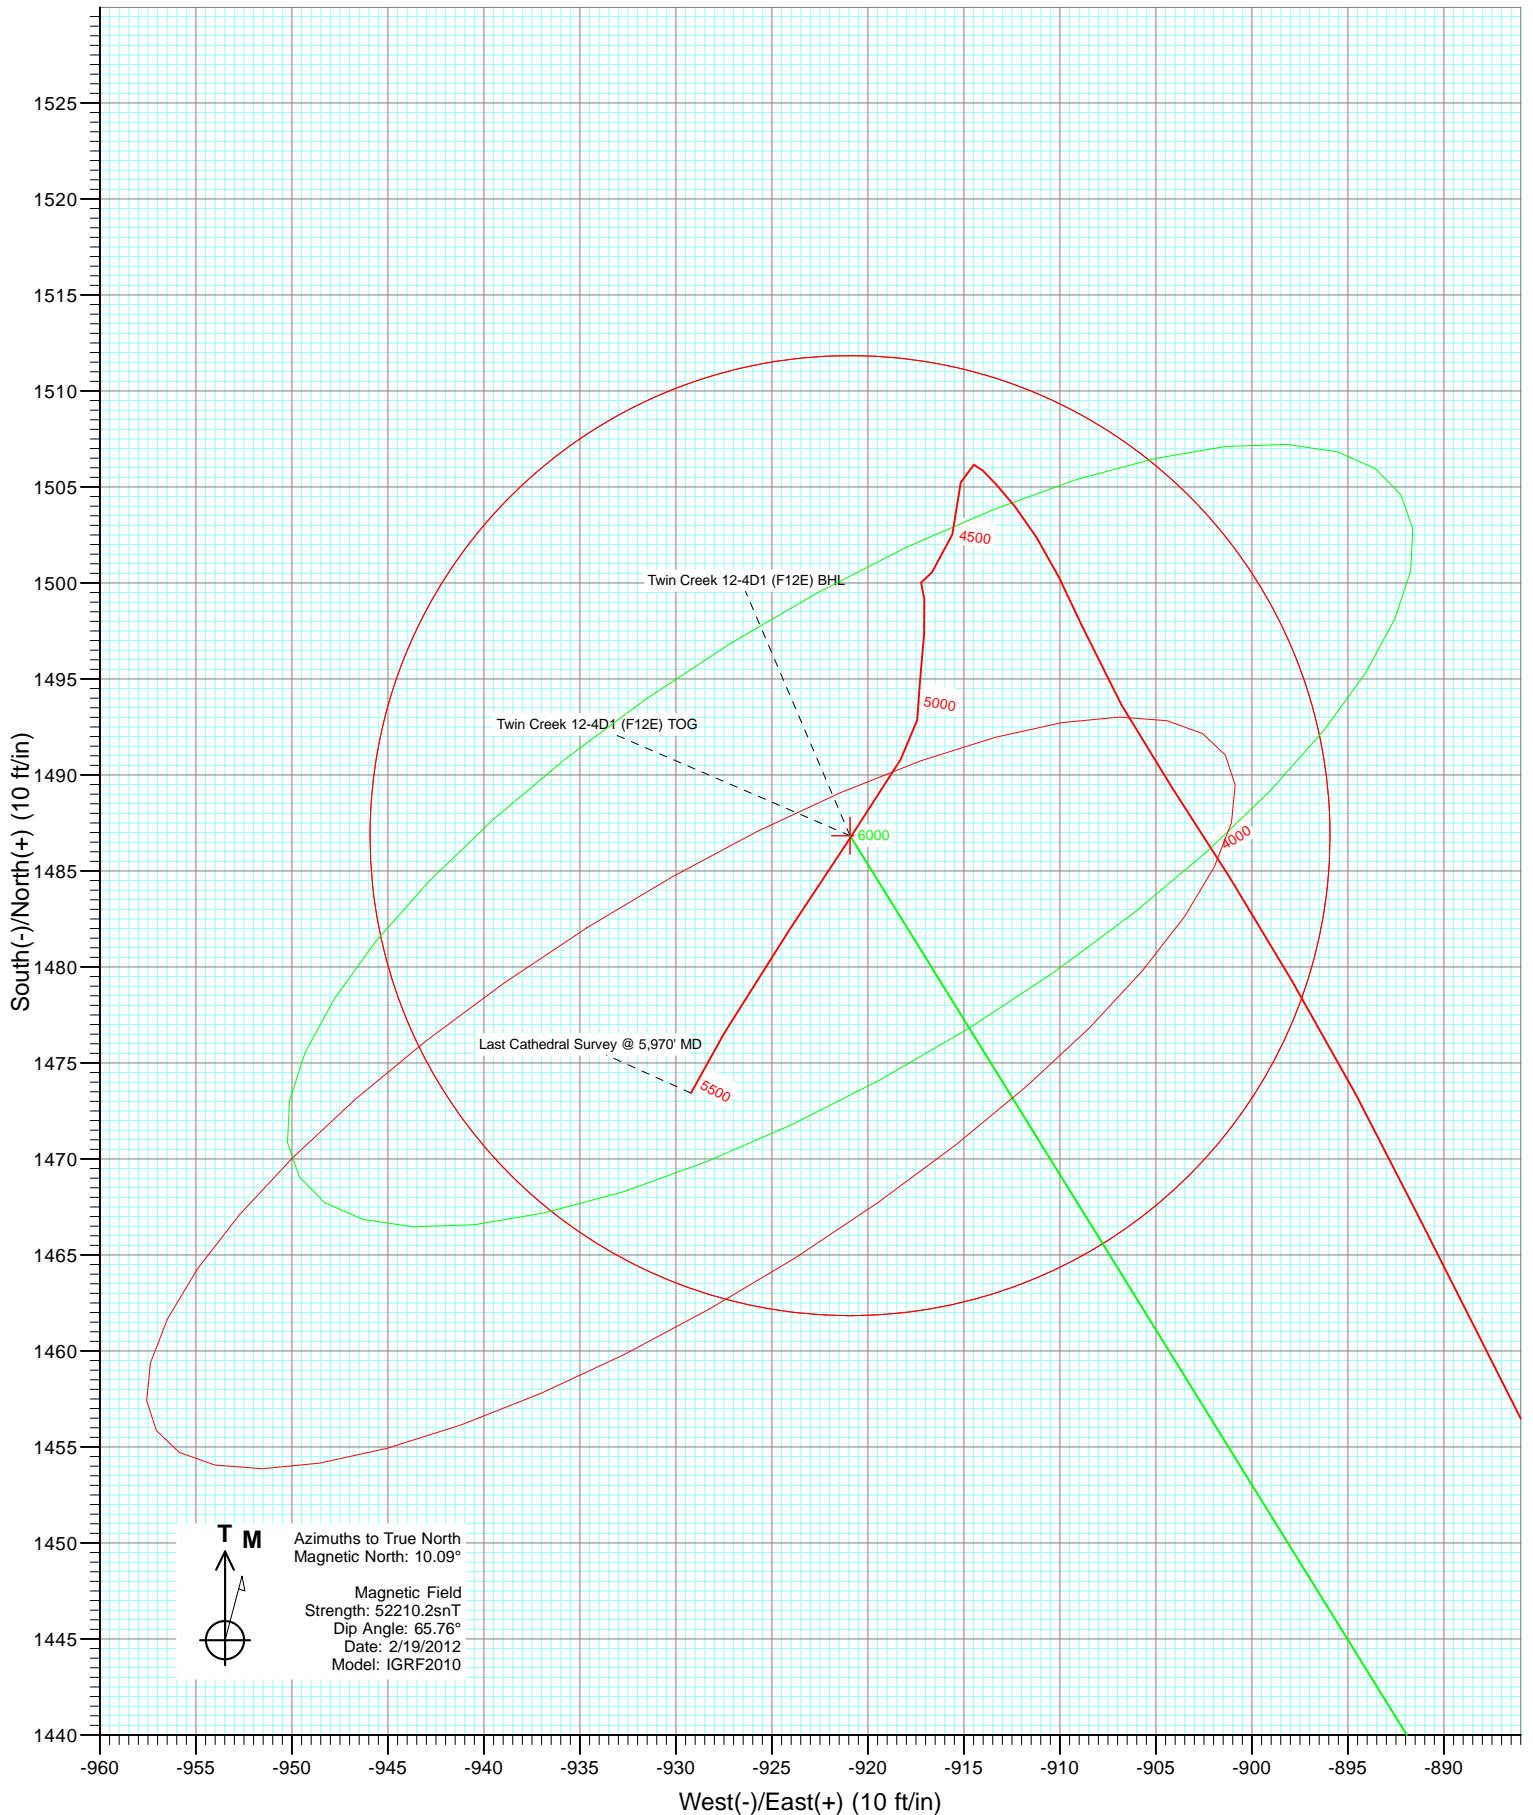 1525
1520
1515
1510
1505
4500
1500
Twin Creek 12-4D1 (F12E) BHL
1495
5000
Twin Creek 12-4D1 (F12E) TOG
1490
6000
4000
1485
1480
Last Cathedral Survey @ 5,970' MD
1475
5500
1470
1465
1460
1455
1450
1445
1440
South(-)/North(+) (10 ft/in)
T M
Azimuths to True North
Magnetic North: 10.09°
Magnetic Field
Strength: 52210.2snT
Dip Angle: 65.76°
Date: 2/19/2012
Model: IGRF2010
-960 -955 -950 -945 -940 -935 -930 -925 -920 -915 -910 -905 -900 -895 -890
West(-)/East(+) (10 ft/in)